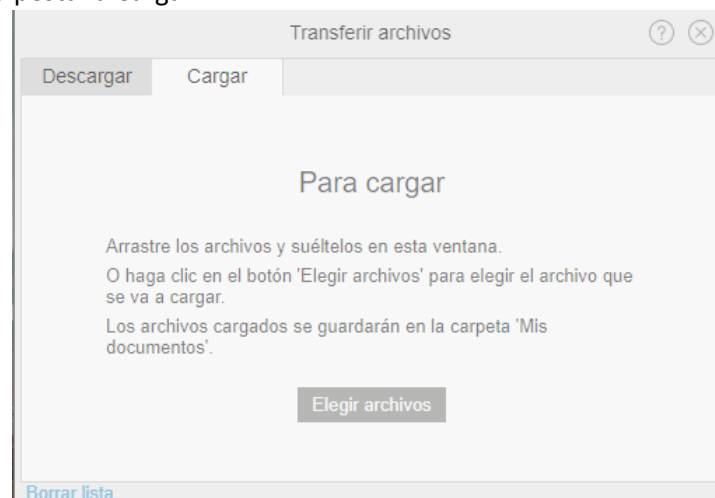 Transferir archivos
Descargar Cargar
Para cargar
Arrastre los archivos y suéltelos en esta ventana.
O haga clic en el botón 'Elegir archivos' para elegir el archivo que
se va a cargar.
Los archivos cargados se guardarán en la carpeta 'Mis
documentos'.
Elegir archivos
Borrar lista